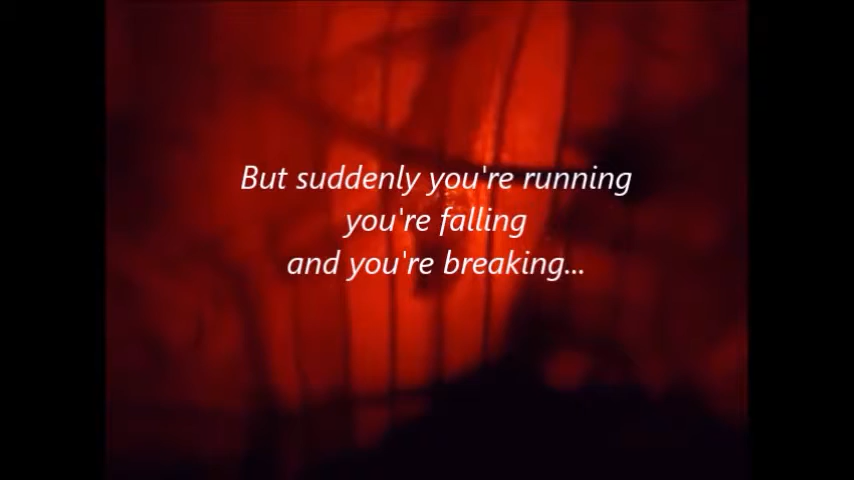 But suddenly you're running
you're falling
and you're breaking...